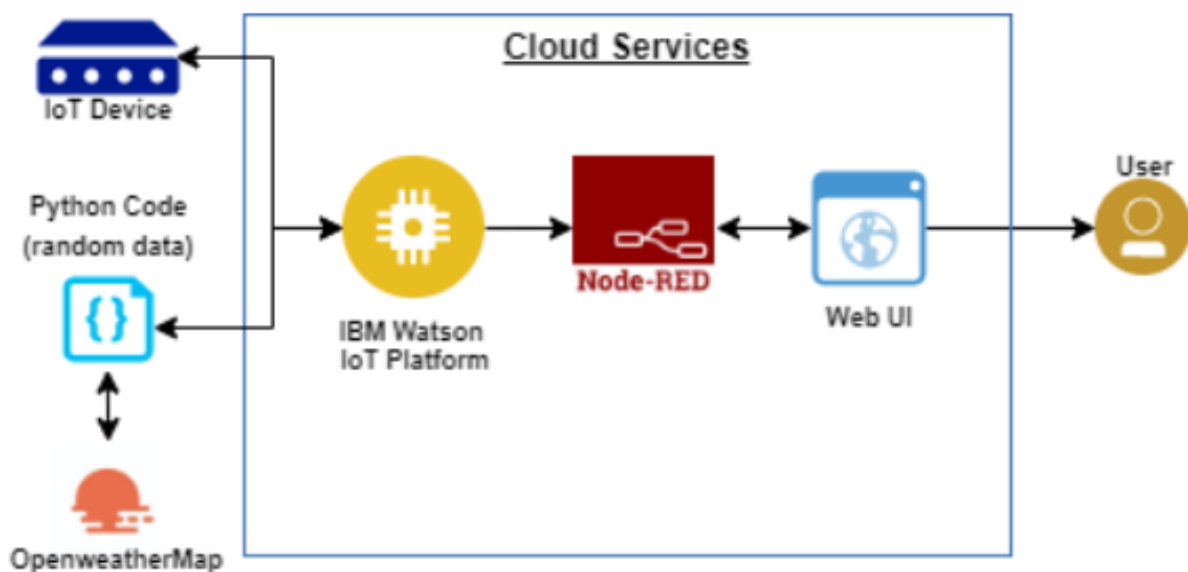 Cloud Services
IoT Device
Python Code
(random data)
OpenweatherMap
IBM Watson
IoT Platform
Node-RED
Web UI
User